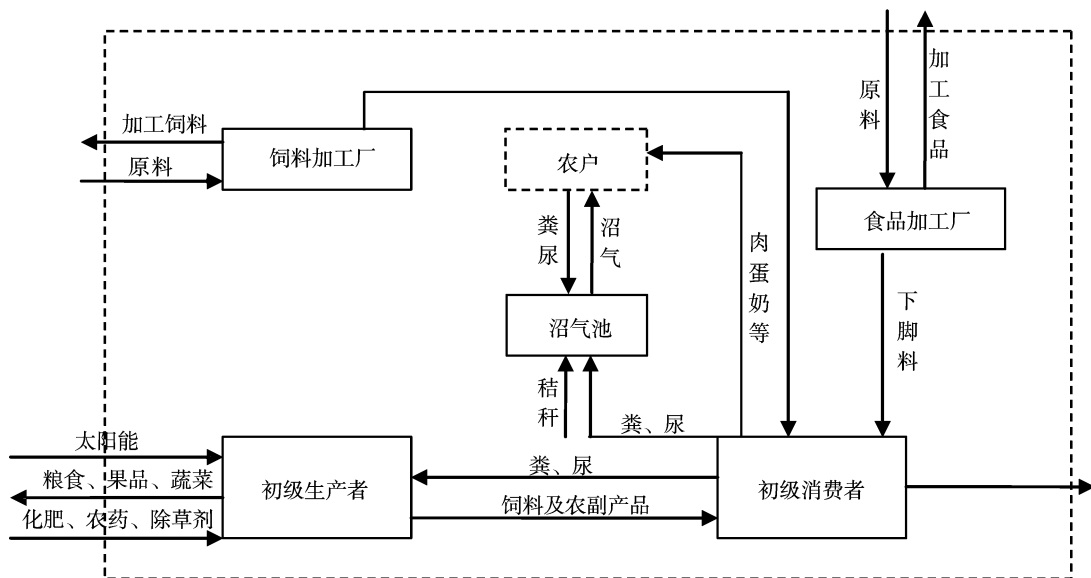 加工饲料
原料
饲料加工厂
农户
原料
加工食品
食品加工厂
粪尿
沼气
沼气池
肉蛋奶等
下脚料
秸秆
粪、尿
太阳能
粮食、果品、蔬菜
化肥、农药、除草剂
初级生产者
粪、尿
饲料及农副产品
初级消费者